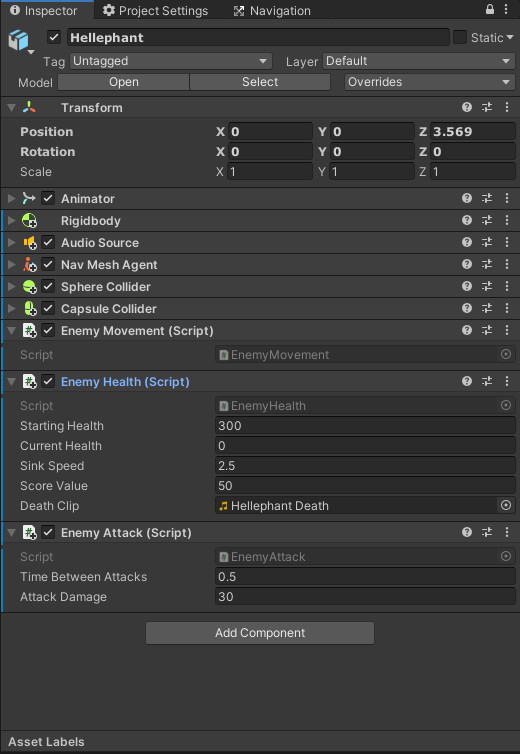 Inspector Project Settings Navigation
Hellephant Static
Tag Untagged Layer Default
Model Open Select Overrides
Transform
Position X 0 Y 0 Z 3.569
Rotation X 0 Y 0 Z 0
Scale X 1 Y 1 Z 1
Animator
Rigidbody
Audio Source
Nav Mesh Agent
Sphere Collider
Capsule Collider
Enemy Movement (Script)
Script EnemyMovement
Enemy Health (Script)
Script EnemyHealth
Starting Health 300
Current Health 0
Sink Speed 2.5
Score Value 50
Death Clip Hellephant Death
Enemy Attack (Script)
Script EnemyAttack
Time Between Attacks 0.5
Attack Damage 30
Add Component
Asset Labels